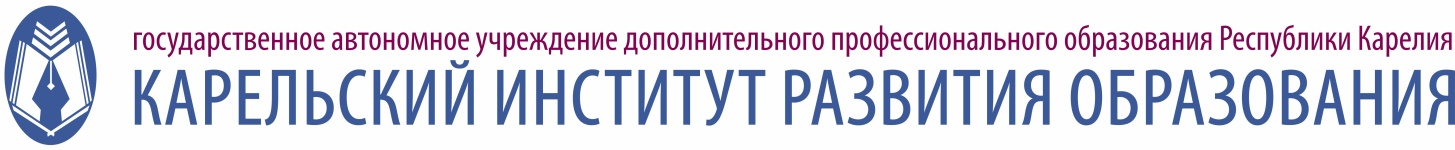 государственное автономное учреждение дополнительного профессионального образования Республики Карелия
КАРЕЛЬСКИЙ ИНСТИТУТ РАЗВИТИЯ ОБРАЗОВАНИЯ